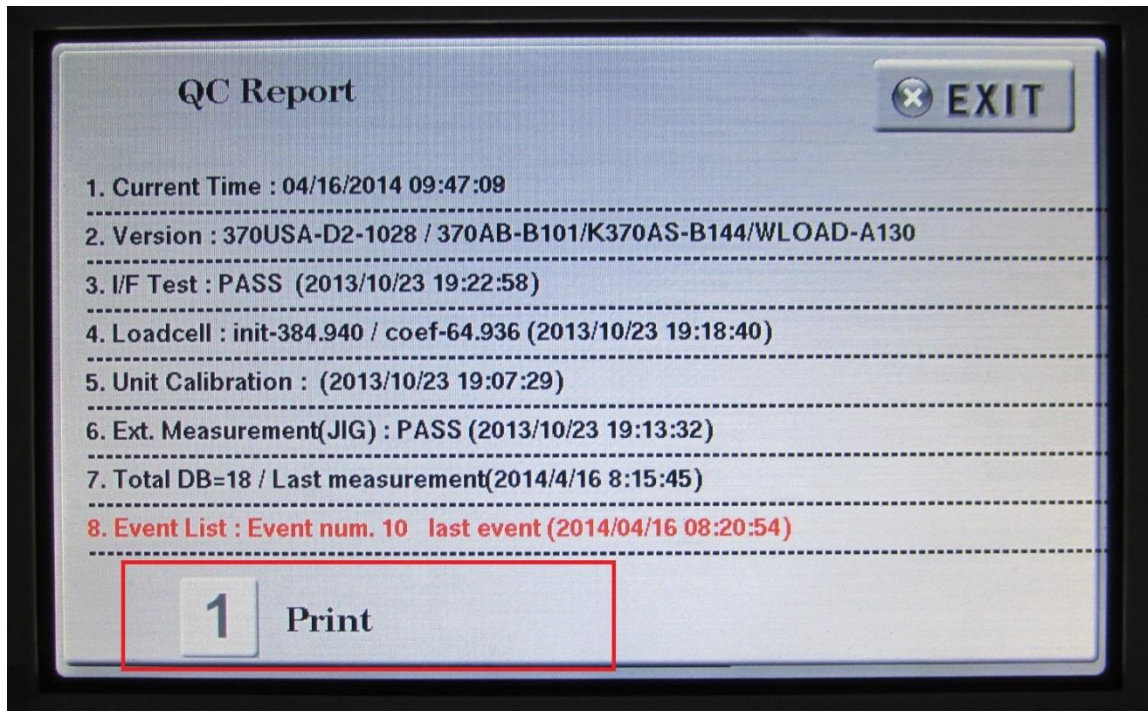 QC Report
EXIT
1. Current Time : 04/16/2014 09:47:09
2. Version : 370USA-D2-1028 / 370AB-B101/K370AS-B144/WLOAD-A130
3. I/F Test : PASS (2013/10/23 19:22:58)
4. Loadcell : init-384.940 / coef-64.936 (2013/10/23 19:18:40)
5. Unit Calibration : (2013/10/23 19:07:29)
6. Ext. Measurement(JIG) : PASS (2013/10/23 19:13:32)
7. Total DB=18 / Last measurement(2014/4/16 8:15:45)
8. Event List : Event num. 10 last event (2014/04/16 08:20:54)
1 Print